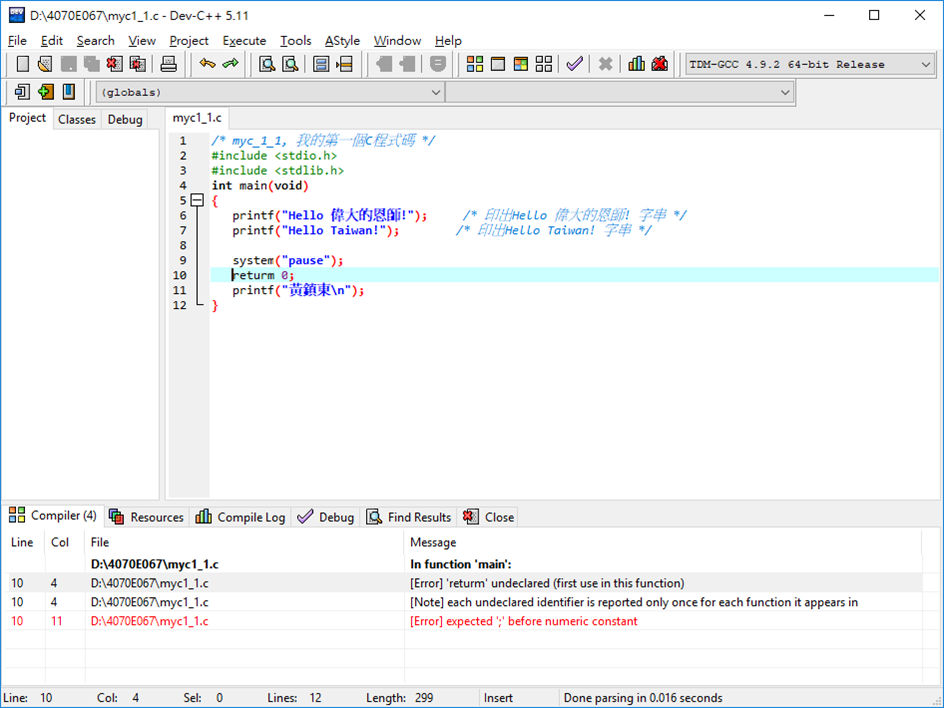 D:\4070E067\myc1_1.c - Dev-C++ 5.11
File Edit Search View Project Execute Tools AStyle Window Help
TDM-GCC 4.9.2 64-bit Release
(globals)
Project Classes Debug myc1_1.c
1 /* myc_1_1, 我的第一個C程式碼 */
2 #include <stdio.h>
3 #include <stdlib.h>
4 int main(void)
5 {
6 printf("Hello 偉大的恩師!"); /* 印出Hello 偉大的恩師! 字串 */
7 printf("Hello Taiwan!"); /* 印出Hello Taiwan! 字串 */
8
9 system("pause");
10 returm 0;
11 printf("黃鎮東\n");
12 }
Compiler (4) Resources Compile Log Debug Find Results Close
Line Col File Message
D:\4070E067\myc1_1.c In function 'main':
10 4 D:\4070E067\myc1_1.c [Error] 'returm' undeclared (first use in this function)
10 4 D:\4070E067\myc1_1.c [Note] each undeclared identifier is reported only once for each function it appears in
10 11 D:\4070E067\myc1_1.c [Error] expected ';' before numeric constant
Line: 10 Col: 4 Sel: 0 Lines: 12 Length: 299 Insert Done parsing in 0.016 seconds